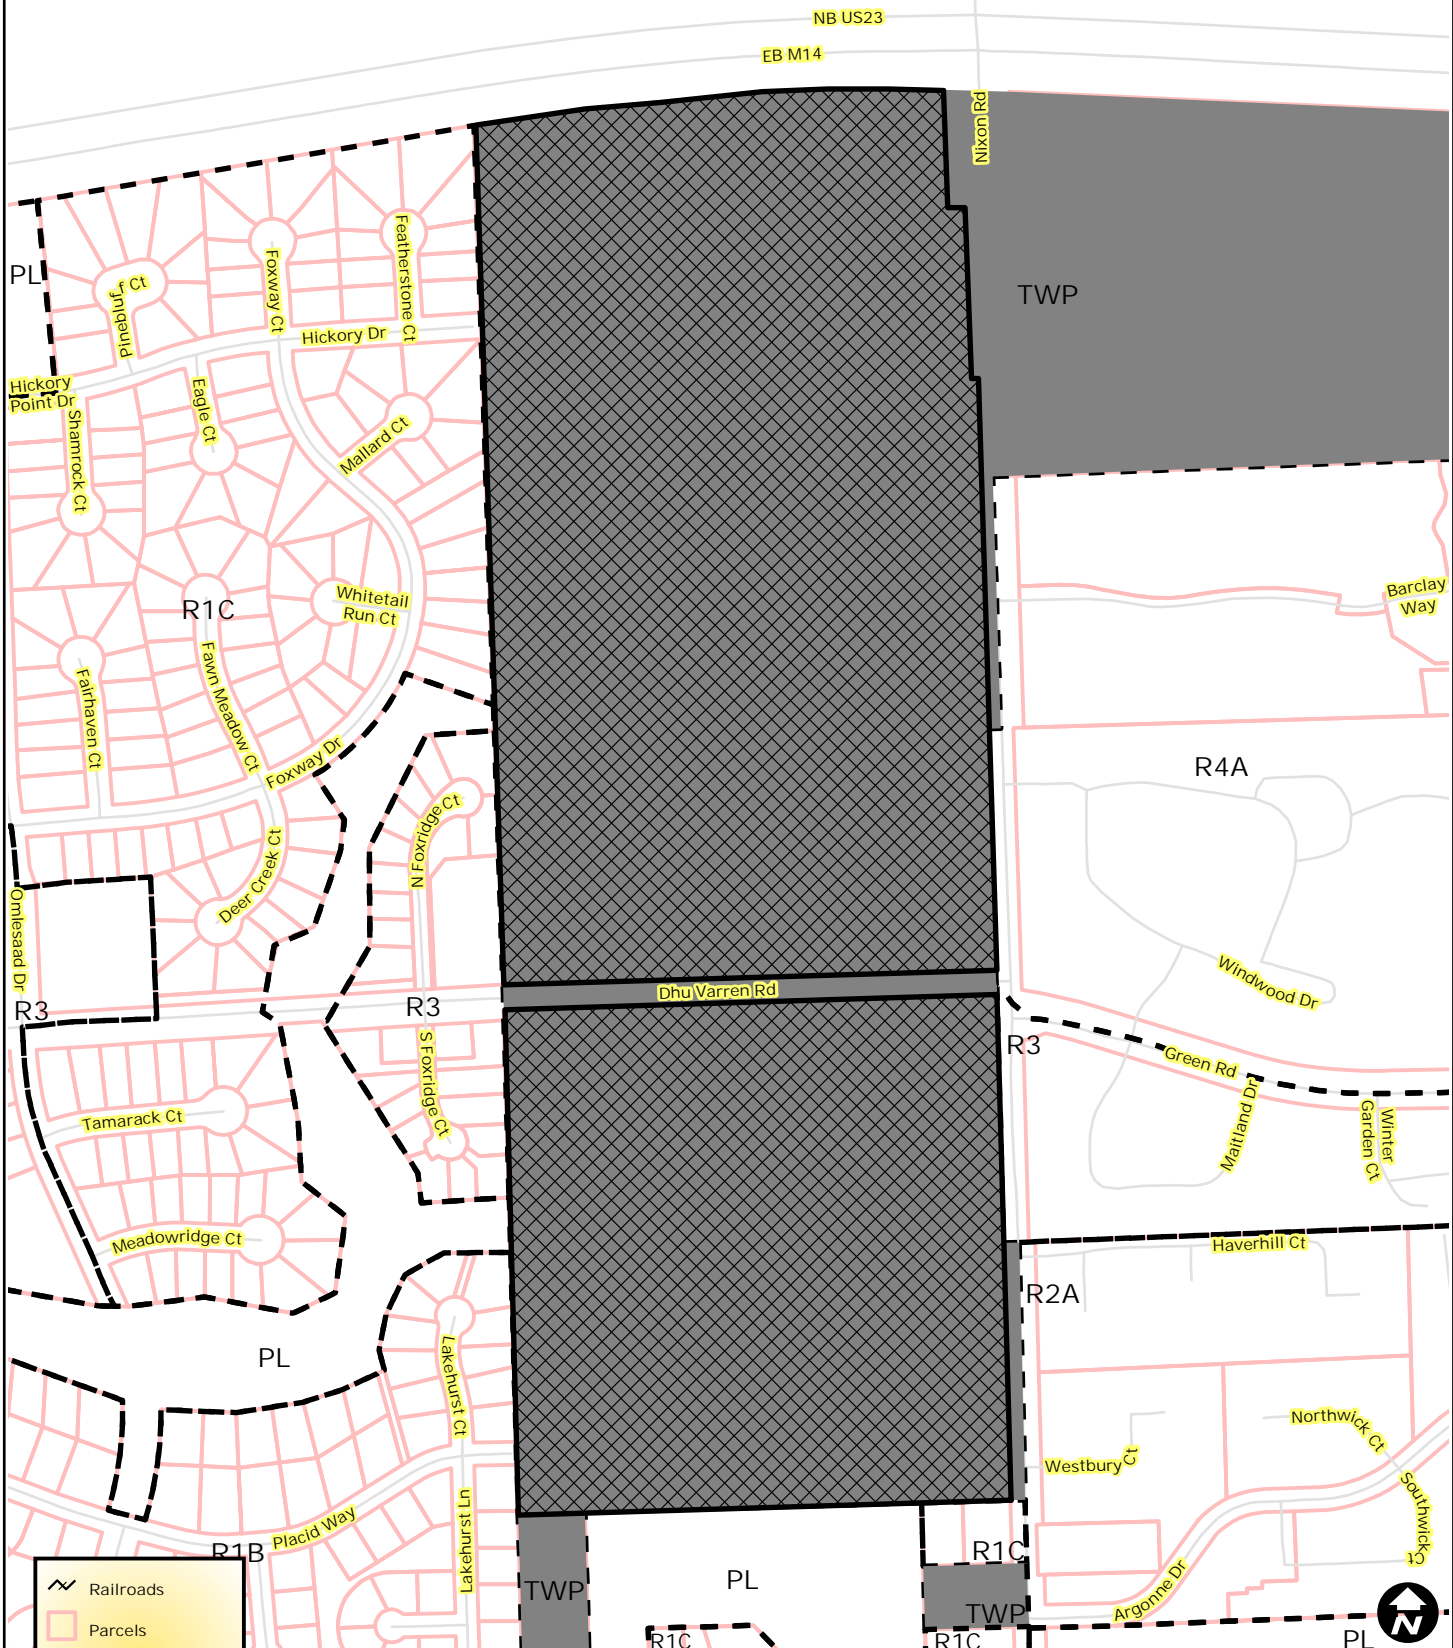 NB US23
EB M14
Nixon Rd
PL
Pinebluff Ct
Foxway Ct
Featherstone Ct
TWP
Hickory Dr
Hickory
Point Dr
Shamrock Ct
Eagle Ct
Mallard Ct
Barclay
Way
Whitetail
Run Ct
R1C
Fawn Meadow Ct
Fairhaven Ct
Foxway Dr
R4A
N Foxridge Ct
Deer Creek Ct
Omlesaad Dr
Windwood Dr
Dhu Varren Rd
R3
R3
R3
S Foxridge Ct
Green Rd
Maitland Dr
Winter
Garden Ct
Tamarack Ct
Meadowridge Ct
Haverhill Ct
R2A
PL
Lakehurst Ct
Northwick Ct
Westbury Ct
Southwick Ct
Placid Way
Lakehurst Ln
R1B
R1C
TWP
PL
Argonne Dr
TWP
Railroads
Parcels
R1C
R1C
PL
N